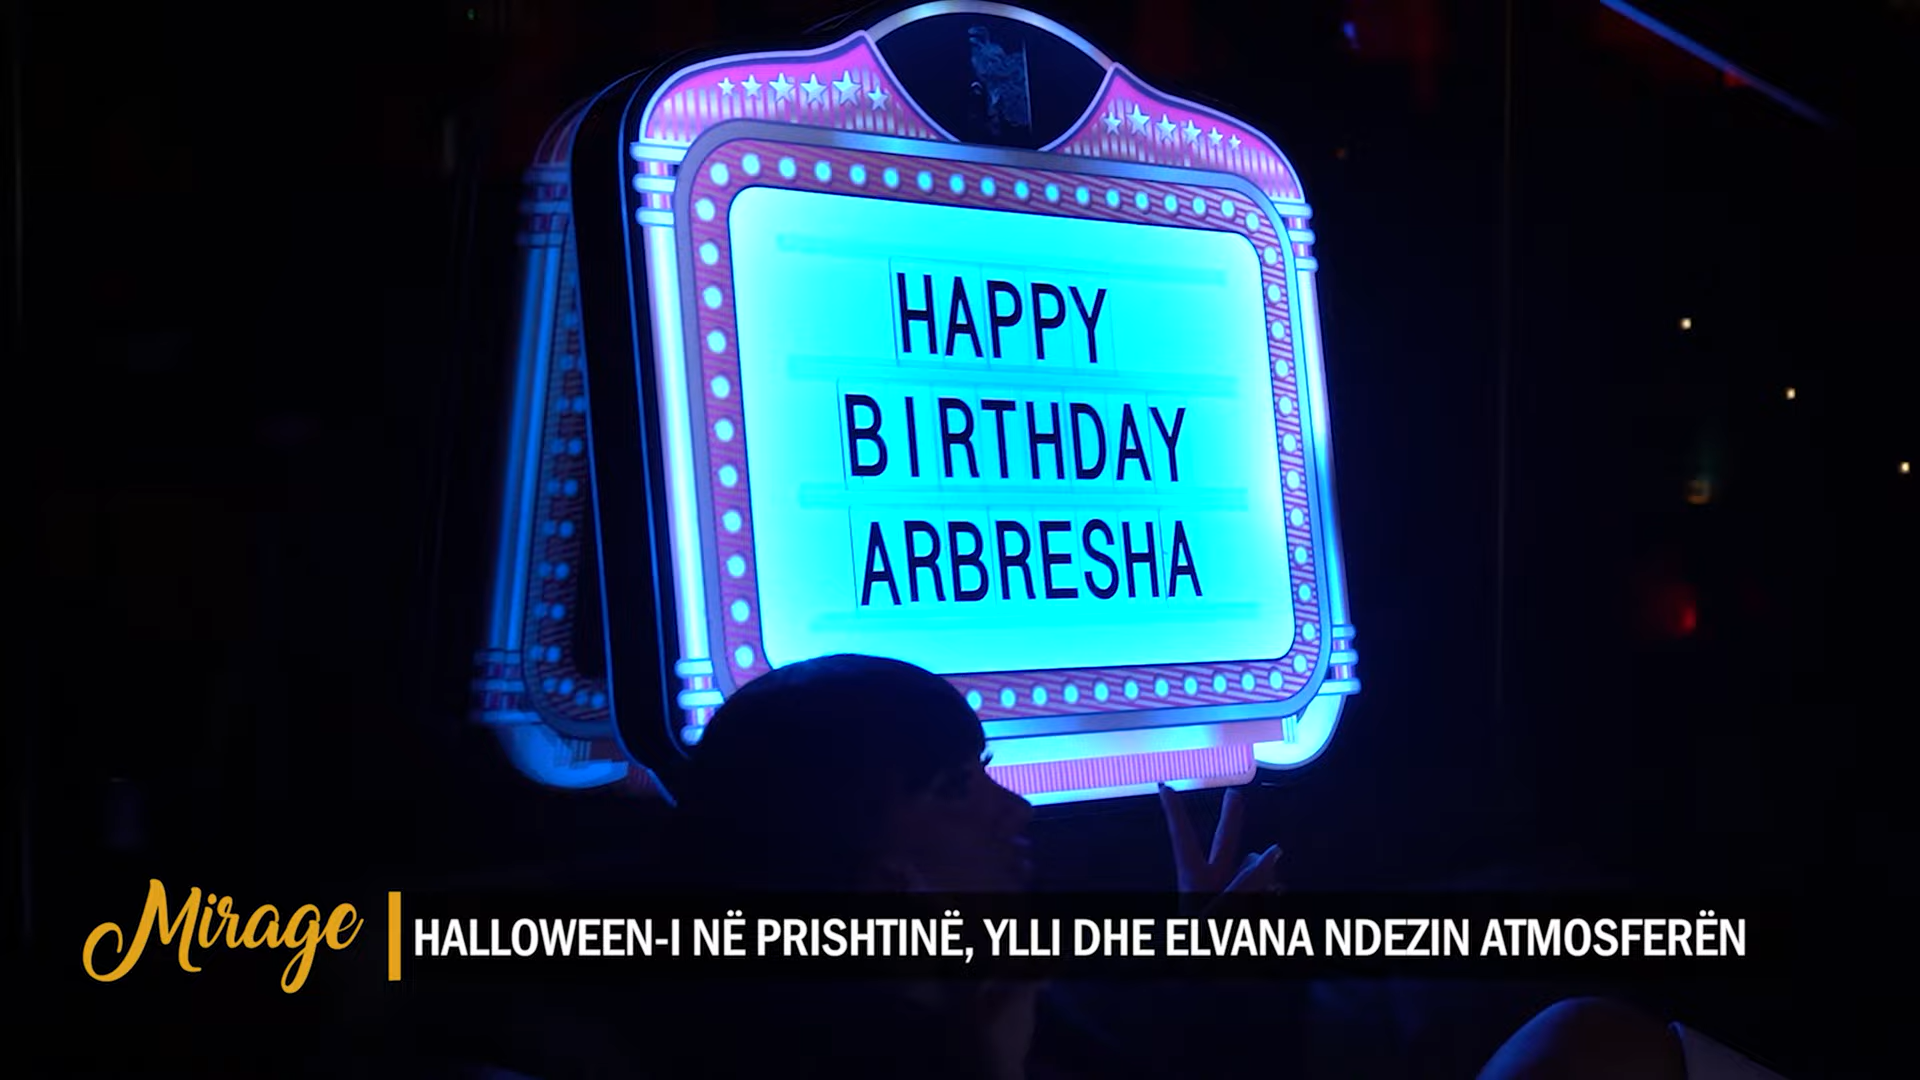 HAPPY
BIRTHDAY
ARBRESHA
Mirage
HALLOWEEN-I NË PRISHTINË, YLLI DHE ELVANA NDEZIN ATMOSFERËN